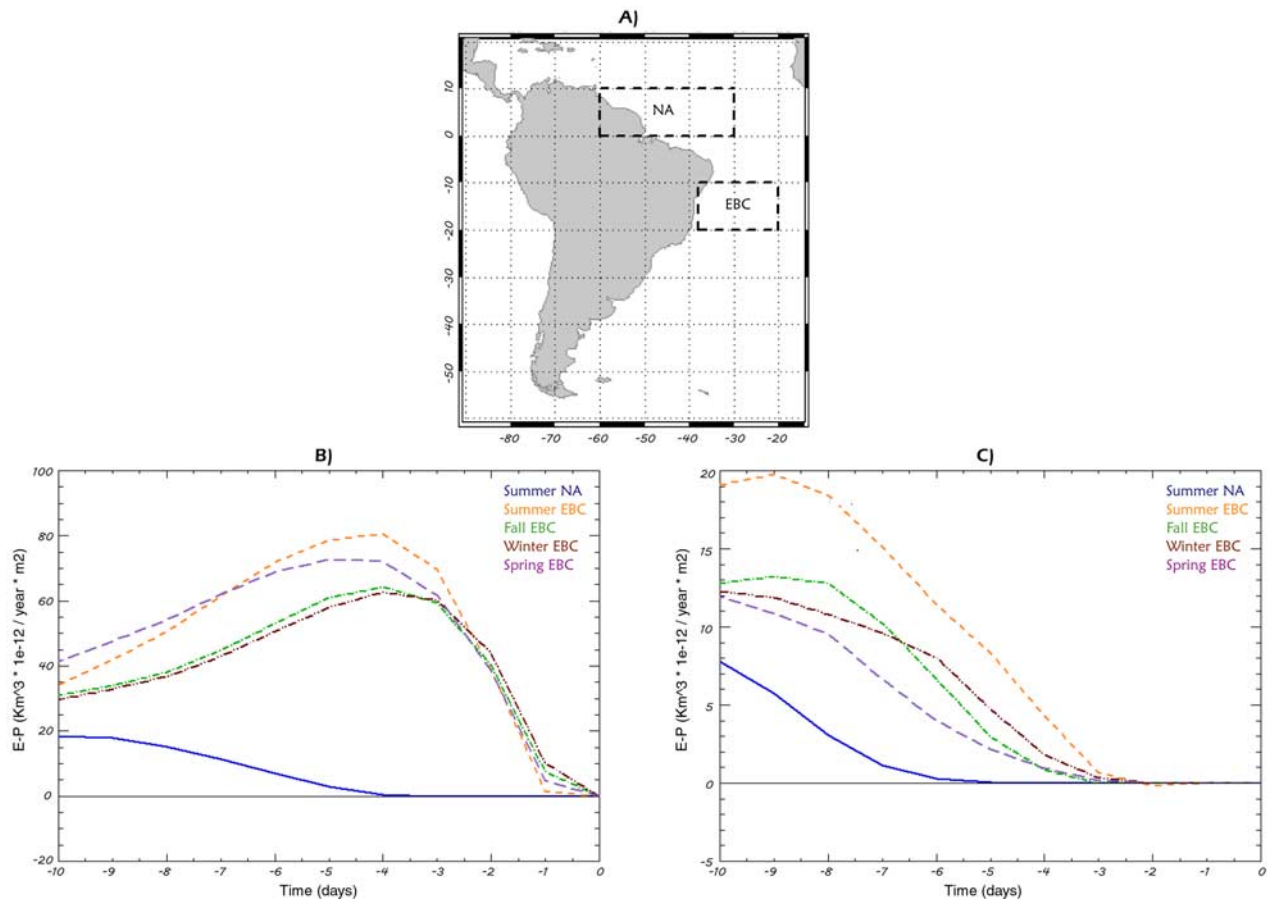 A)
10
0
-10
-20
-30
-40
-50
NA
EBC
-80 -70 -60 -50 -40 -30 -20
B)
100
80
60
40
20
0
-20
E-P (Km^3 * 1e-12 / year * m2)
Summer NA
Summer EBC
Fall EBC
Winter EBC
Spring EBC
-10 -9 -8 -7 -6 -5 -4 -3 -2 -1 -0
Time (days)
C)
20
15
10
5
0
-5
E-P (Km^3 * 1e-12 / year * m2)
Summer NA
Summer EBC
Fall EBC
Winter EBC
Spring EBC
-10 -9 -8 -7 -6 -5 -4 -3 -2 -1 -0
Time (days)